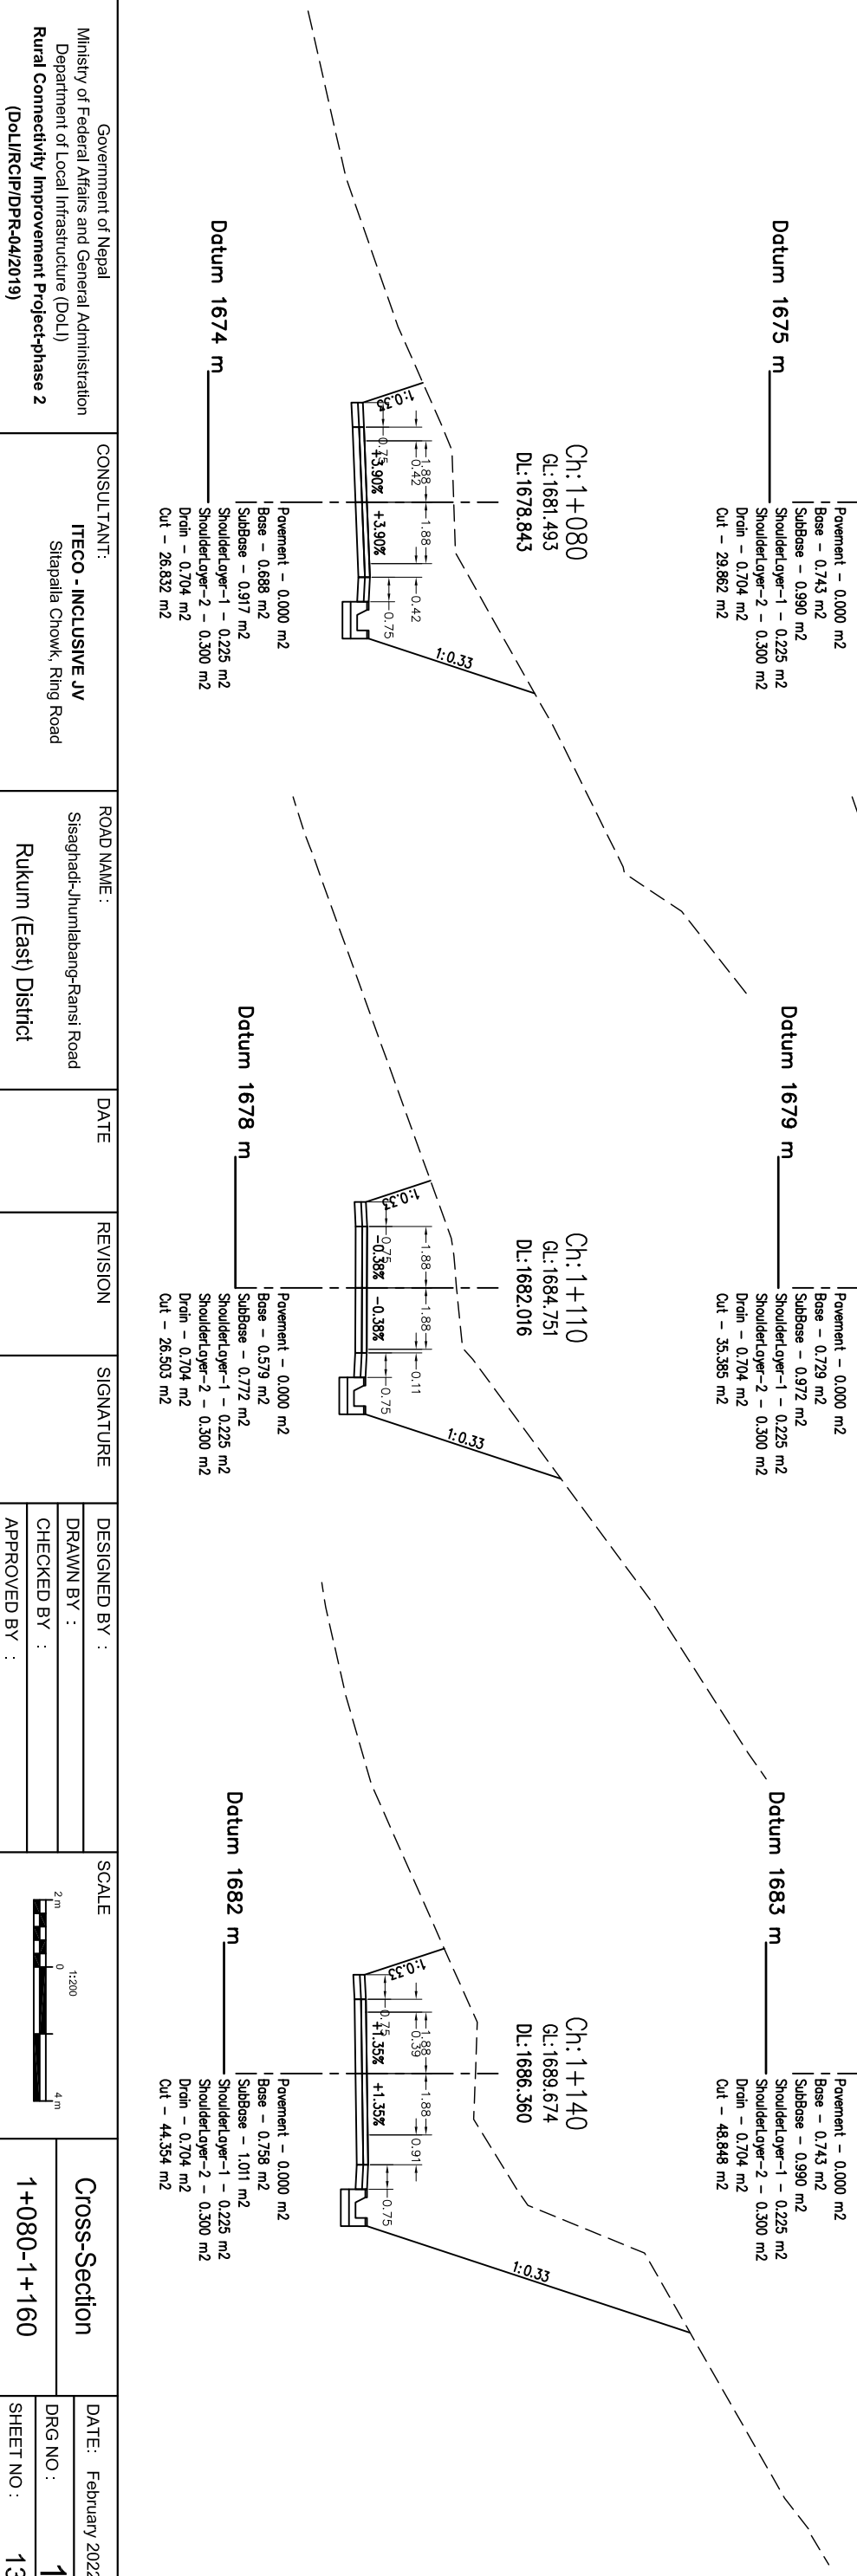 Datum 1675 m
Pavement - 0.000 m2
Base - 0.743 m2
SubBase - 0.990 m2
ShoulderLayer-1 - 0.225 m2
ShoulderLayer-2 - 0.300 m2
Drain - 0.704 m2
Cut - 29.862 m2
Datum 1679 m
Pavement - 0.000 m2
Base - 0.729 m2
SubBase - 0.972 m2
ShoulderLayer-1 - 0.225 m2
ShoulderLayer-2 - 0.300 m2
Drain - 0.704 m2
Cut - 35.385 m2
Datum 1683 m
Pavement - 0.000 m2
Base - 0.743 m2
SubBase - 0.990 m2
ShoulderLayer-1 - 0.225 m2
ShoulderLayer-2 - 0.300 m2
Drain - 0.704 m2
Cut - 48.848 m2
Ch:1+080
GL:1681.493
DL:1678.843
1.88 1.88
0.42 0.42
0.75 0.75
+3.90% +3.90%
1:0.33 1:0.33
Datum 1674 m
Pavement - 0.000 m2
Base - 0.688 m2
SubBase - 0.917 m2
ShoulderLayer-1 - 0.225 m2
ShoulderLayer-2 - 0.300 m2
Drain - 0.704 m2
Cut - 26.832 m2
Ch:1+110
GL:1684.751
DL:1682.016
1.88 1.88
0.11
0.75 0.75
-0.38% -0.38%
1:0.33 1:0.33
Datum 1678 m
Pavement - 0.000 m2
Base - 0.579 m2
SubBase - 0.772 m2
ShoulderLayer-1 - 0.225 m2
ShoulderLayer-2 - 0.300 m2
Drain - 0.704 m2
Cut - 26.503 m2
Ch:1+140
GL:1689.674
DL:1686.360
1.88 1.88
0.39 0.91
0.75 0.75
+1.35% +1.35%
1:0.33 1:0.33
Datum 1682 m
Pavement - 0.000 m2
Base - 0.758 m2
SubBase - 1.011 m2
ShoulderLayer-1 - 0.225 m2
ShoulderLayer-2 - 0.300 m2
Drain - 0.704 m2
Cut - 44.354 m2
Government of Nepal
Ministry of Federal Affairs and General Administration
Department of Local Infrastructure (DoLI)
Rural Connectivity Improvement Project-phase 2
(DoLI/RCIP/DPR-04/2019)
CONSULTANT:
ITECO - INCLUSIVE JV
Sitapaila Chowk, Ring Road
ROAD NAME :
Sisaghadi-Jhumlabang-Ransi Road
Rukum (East) District
DATE
REVISION
SIGNATURE
DESIGNED BY :
DRAWN BY :
CHECKED BY :
APPROVED BY :
SCALE
1:200
2 m 0 4 m
Cross-Section
1+080-1+160
DATE: February 2022
DRG NO :
SHEET NO : 13